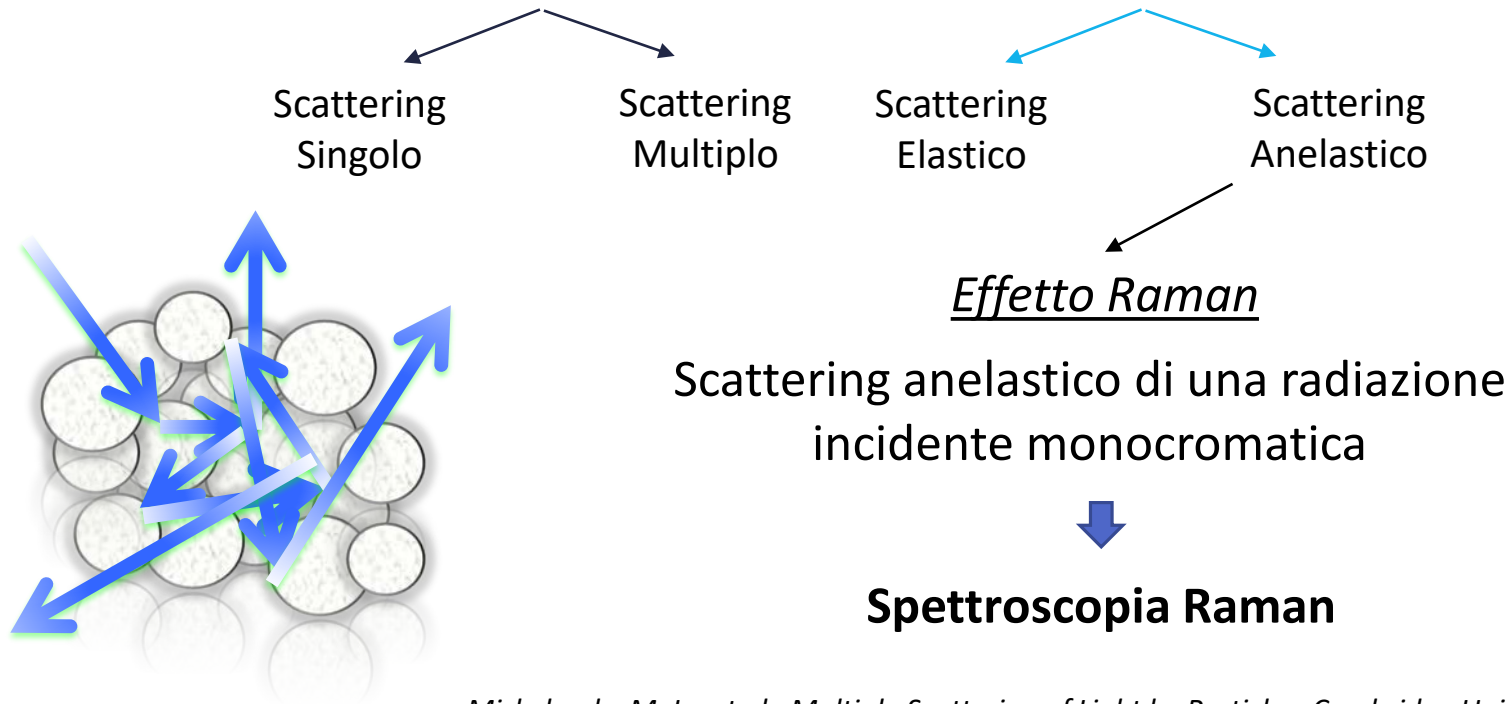 Scattering Singolo
Scattering Multiplo
Scattering Elastico
Scattering Anelastico
Effetto Raman
Scattering anelastico di una radiazione
incidente monocromatica
Spettroscopia Raman